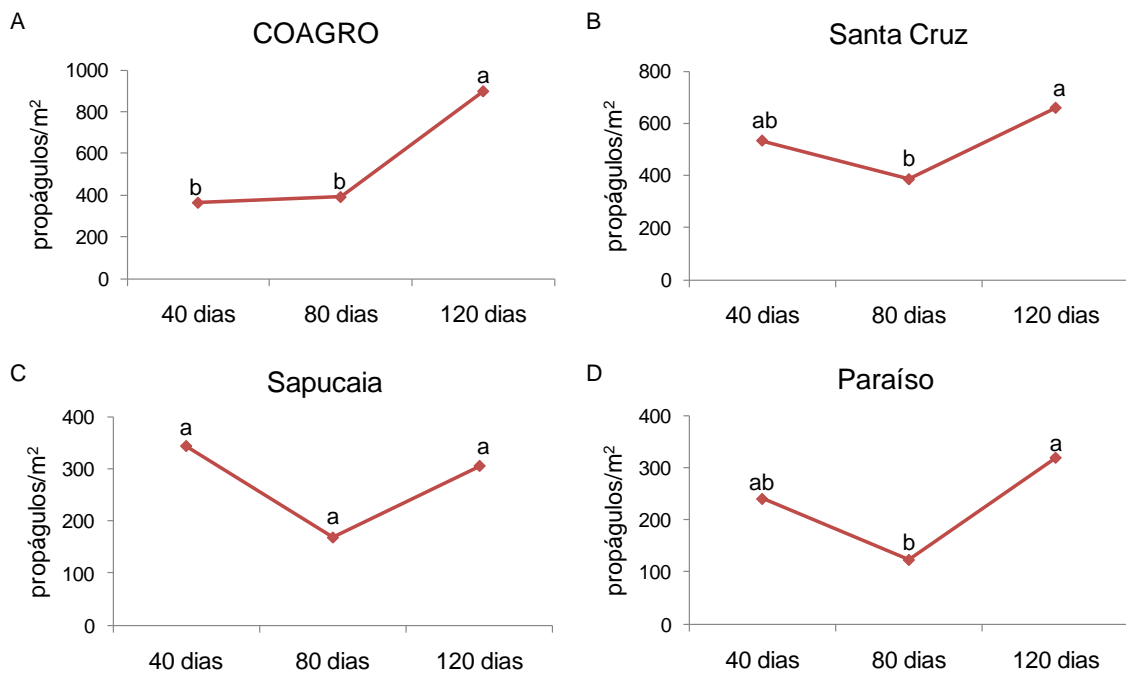 A
COAGRO
propágulos/m²
1000
800
600
400
200
0
b
b
a
40 dias
80 dias
120 dias
B
Santa Cruz
propágulos/m²
800
600
400
200
0
ab
b
a
40 dias
80 dias
120 dias
C
Sapucaia
propágulos/m²
400
300
200
100
0
a
a
a
40 dias
80 dias
120 dias
D
Paraíso
propágulos/m²
400
300
200
100
0
ab
b
a
40 dias
80 dias
120 dias